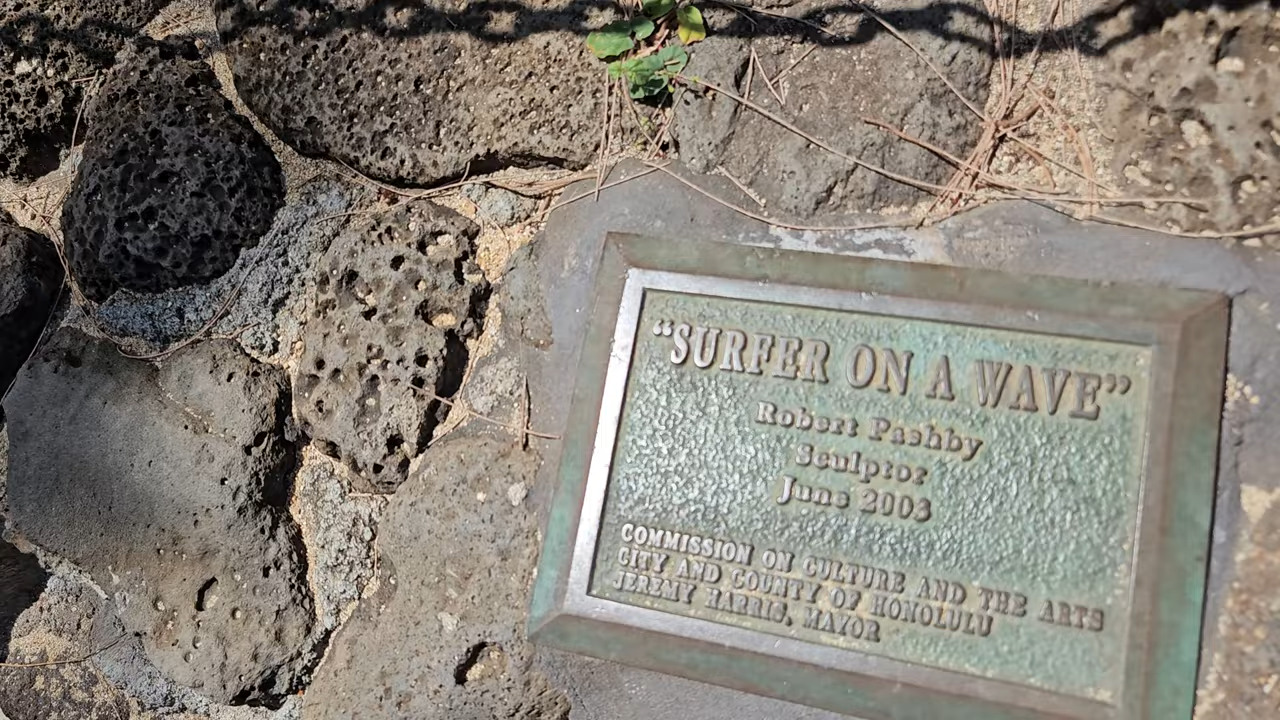 “SURFER ON A WAVE”
Robert Pashby
Sculptor
June 2003
COMMISSION ON CULTURE AND THE ARTS
CITY AND COUNTY OF HONOLULU
JEREMY HARRIS, MAYOR